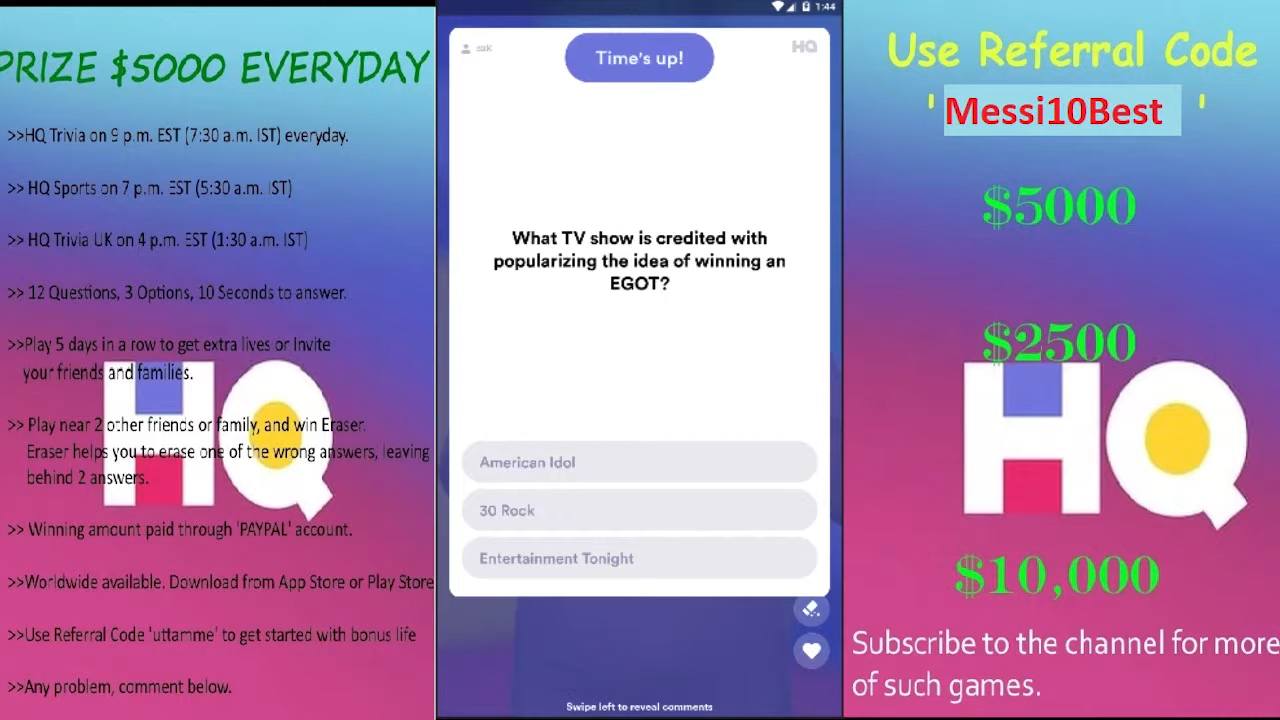 PRIZE $5000 EVERYDAY
>>HQ Trivia on 9 p.m. EST (7:30 a.m. IST) everyday.
>> HQ Sports on 7 p.m. EST (5:30 a.m. IST)
>> HQ Trivia UK on 4 p.m. EST (1:30 a.m. IST)
>> 12 Questions, 3 Options, 10 Seconds to answer.
>>Play 5 days in a row to get extra lives or Invite
your friends and families.
>> Play near 2 other friends or family, and win Eraser.
Eraser helps you to erase one of the wrong answers, leaving
behind 2 answers.
>> Winning amount paid through 'PAYPAL' account.
>>Worldwide available. Download from App Store or Play Store
>>Use Referral Code 'uttamme' to get started with bonus life
>>Any problem, comment below.
HQ
1:44
HQ
Time's up!
What TV show is credited with
popularizing the idea of winning an
EGOT?
American Idol
30 Rock
Entertainment Tonight
Swipe left to reveal comments
Use Referral Code
' Messi10Best '
$5000
$2500
HQ
$10,000
Subscribe to the channel for more
of such games.